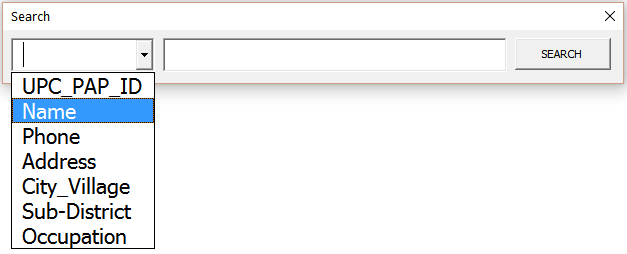 Search
SEARCH
UPC_PAP_ID
Name
Phone
Address
City_Village
Sub-District
Occupation